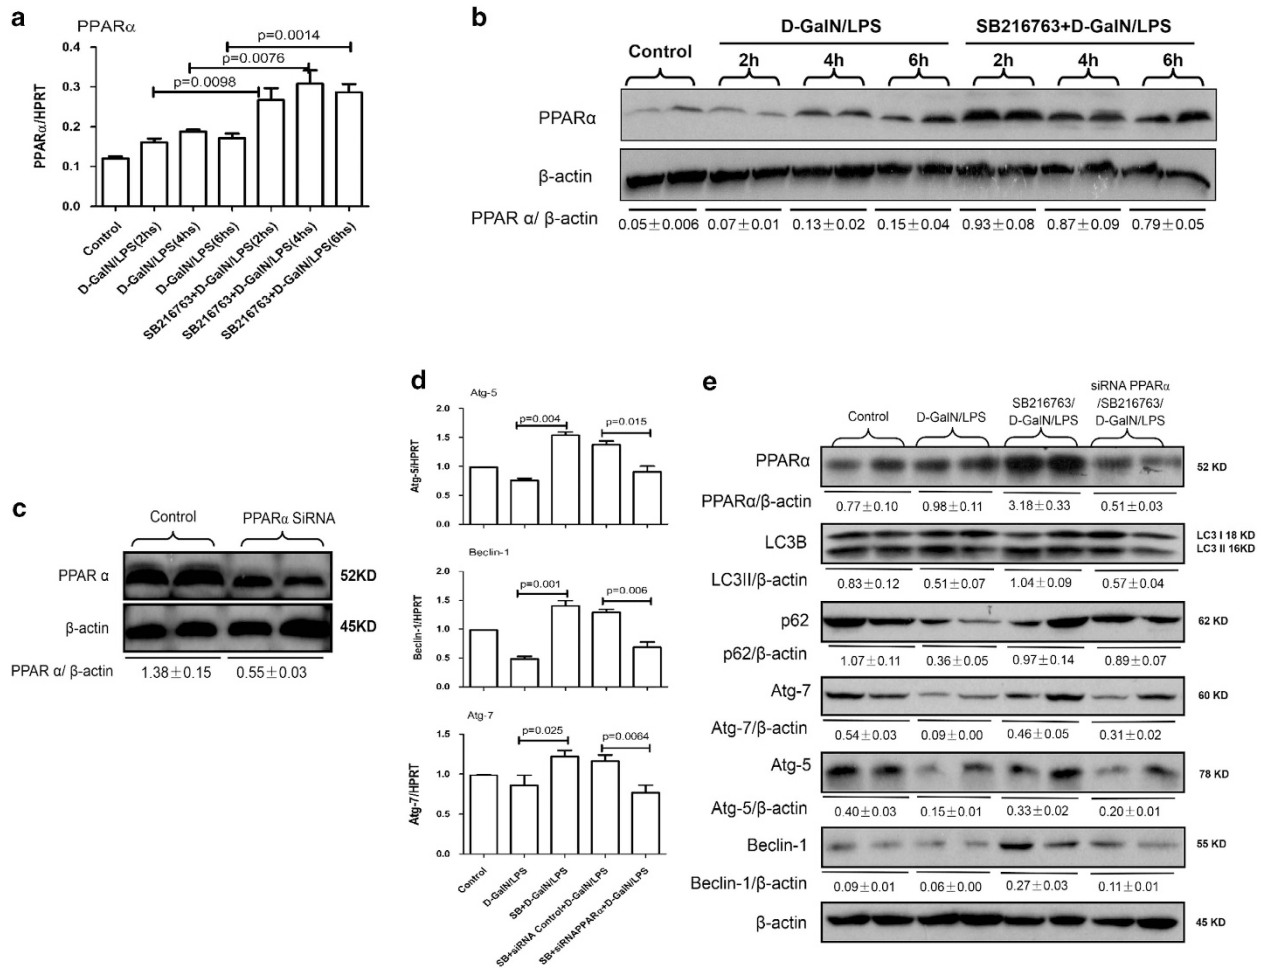 a
PPARα
p=0.0014
p=0.0076
p=0.0098
PPARα/HPRT
0.4
0.3
0.2
0.1
0.0
Control
D-GalN/LPS(2hs)
D-GalN/LPS(4hs)
D-GalN/LPS(6hs)
SB216763+D-GalN/LPS(2hs)
SB216763+D-GalN/LPS(4hs)
SB216763+D-GalN/LPS(6hs)
b
D-GalN/LPS SB216763+D-GalN/LPS
Control 2h 4h 6h 2h 4h 6h
PPARα
β-actin
PPAR α/ β-actin 0.05±0.006 0.07±0.01 0.13±0.02 0.15±0.04 0.93±0.08 0.87±0.09 0.79±0.05
c
Control PPARα SiRNA
PPAR α 52KD
β-actin 45KD
PPAR α/ β-actin 1.38±0.15 0.55±0.03
d
Atg-5
p=0.004 p=0.015
Atg-5/HPRT
2.0
1.5
1.0
0.5
0.0
Beclin-1
p=0.001 p=0.006
Beclin-1/HPRT
2.0
1.5
1.0
0.5
0.0
Atg-7
p=0.025 p=0.0064
Atg-7/HPRT
1.5
1.0
0.5
0.0
Control
D-GalN/LPS
SB+D-GalN/LPS
SB+siRNA Control+D-GalN/LPS
SB+siRNAPPARα+D-GalN/LPS
e
Control D-GalN/LPS SB216763/ D-GalN/LPS siRNA PPARα /SB216763/ D-GalN/LPS
PPARα 52 KD
PPARα/β-actin 0.77±0.10 0.98±0.11 3.18±0.33 0.51±0.03
LC3B LC3 I 18 KD
LC3 II 16KD
LC3II/β-actin 0.83±0.12 0.51±0.07 1.04±0.09 0.57±0.04
p62 62 KD
p62/β-actin 1.07±0.11 0.36±0.05 0.97±0.14 0.89±0.07
Atg-7 60 KD
Atg-7/β-actin 0.54±0.03 0.09±0.00 0.46±0.05 0.31±0.02
Atg-5 78 KD
Atg-5/β-actin 0.40±0.03 0.15±0.01 0.33±0.02 0.20±0.01
Beclin-1 55 KD
Beclin-1/β-actin 0.09±0.01 0.06±0.00 0.27±0.03 0.11±0.01
β-actin 45 KD